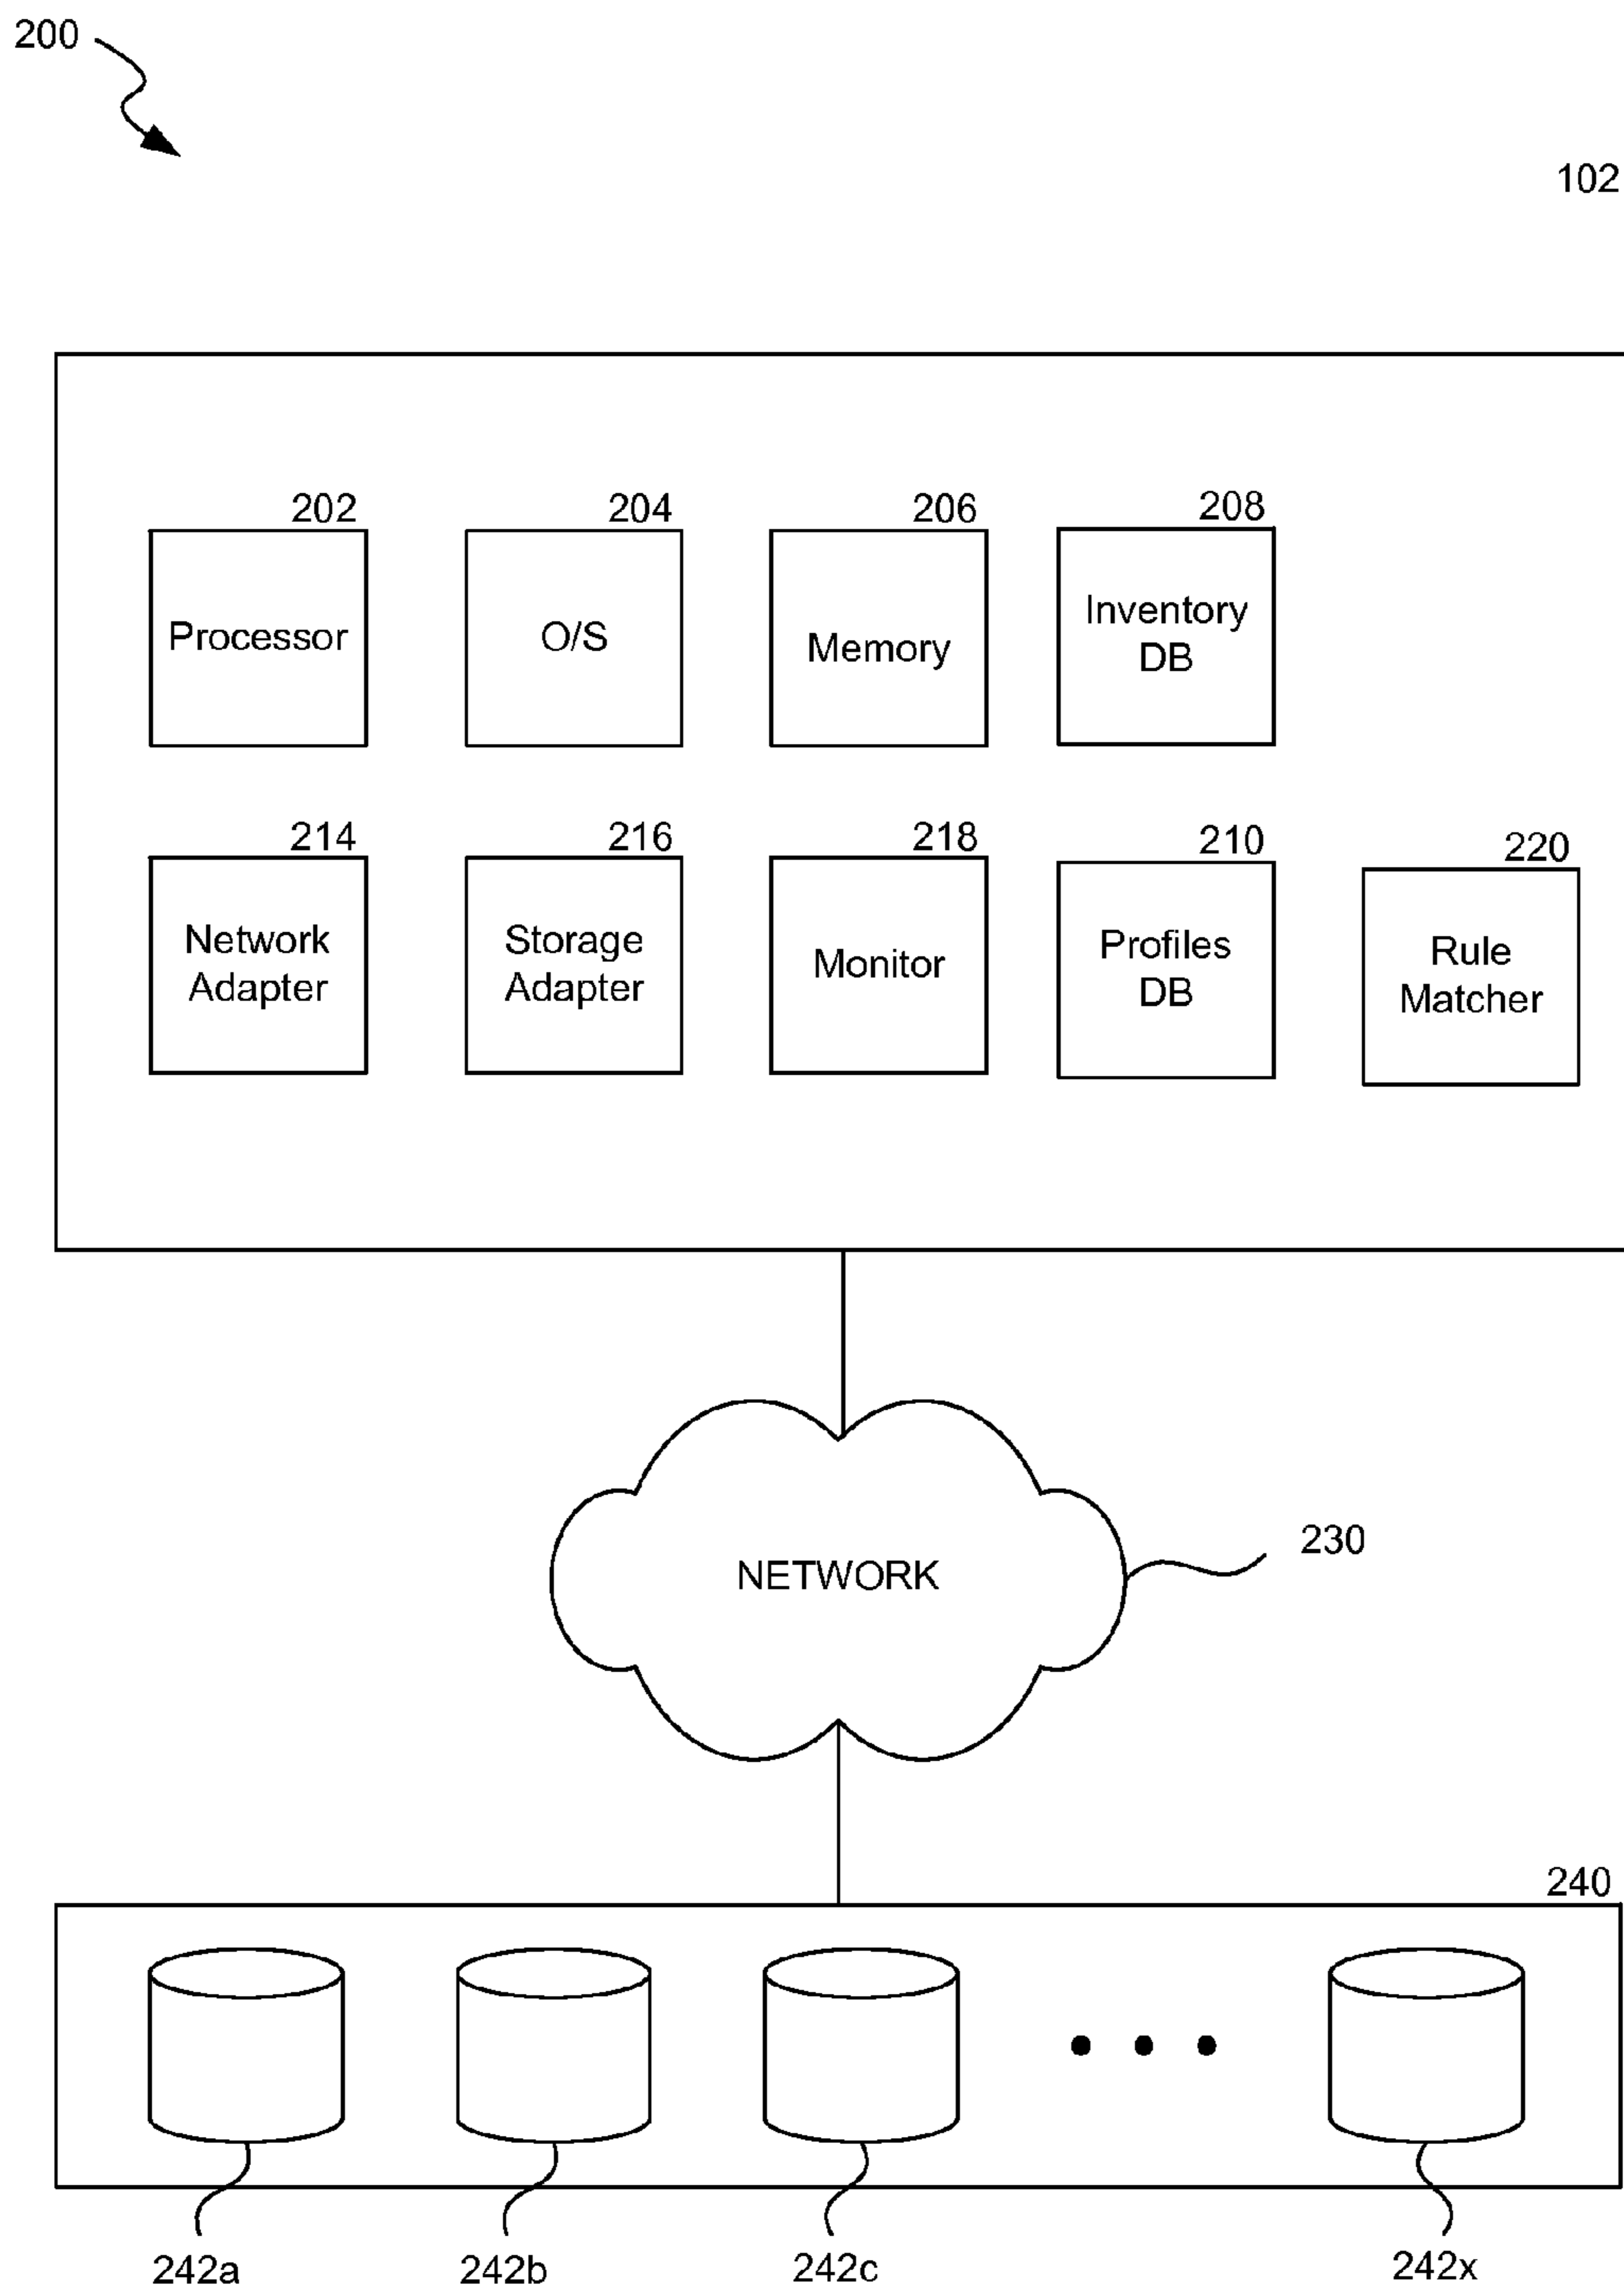 200
102
202
204
206
208
Processor
O/S
Memory
Inventory
DB
214
216
218
210
220
Network
Adapter
Storage
Adapter
Monitor
Profiles
DB
Rule
Matcher
NETWORK
230
240
242a
242b
242c
242x